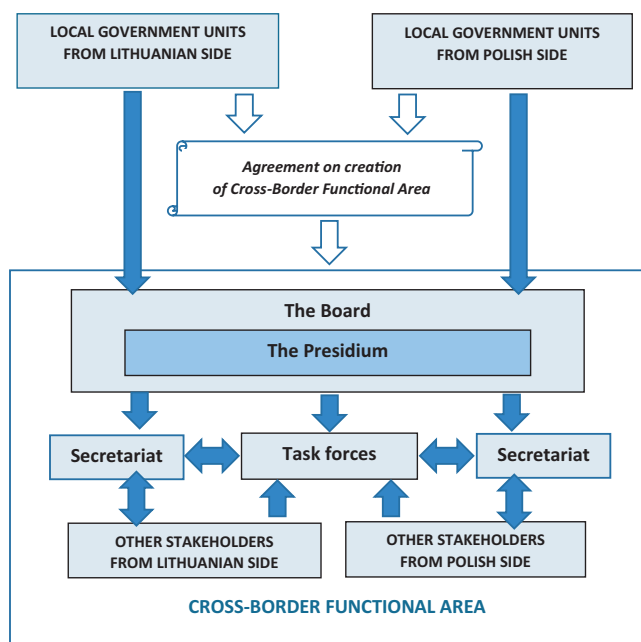 LOCAL GOVERNMENT UNITS
FROM LITHUANIAN SIDE
LOCAL GOVERNMENT UNITS
FROM POLISH SIDE
Agreement on creation
of Cross-Border Functional Area
The Board
The Presidium
Secretariat
Task forces
Secretariat
OTHER STAKEHOLDERS
FROM LITHUANIAN SIDE
OTHER STAKEHOLDERS
FROM POLISH SIDE
CROSS-BORDER FUNCTIONAL AREA